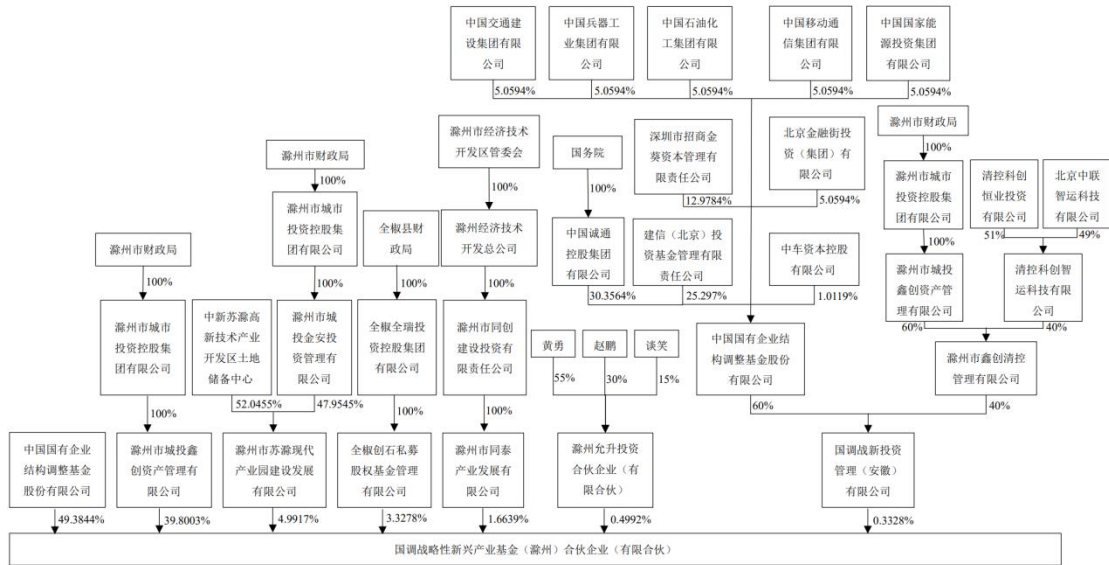 中国交通建
设集团有限
公司
中国兵器工
业集团有限
公司
中国石油化
工集团有限
公司
中国移动通
信集团有限
公司
中国国家能
源投资集团
有限公司
5.0594%
5.0594%
5.0594%
5.0594%
5.0594%
滁州市财政局
滁州市经济技术
开发区管委会
国务院
深圳市招商金
葵资本管理有
限责任公司
北京金融街投
资（集团）有
限公司
滁州市财政局
100%
100%
100%
12.9784%
5.0594%
100%
滁州市财政局
滁州市城市
投资控股集
团有限公司
全椒县财
政局
滁州经济技术
开发总公司
中国诚通
控股集团
有限公司
建信（北京）投
资基金管理有限
责任公司
中车资本控股
有限公司
滁州市城市
投资控股集
团有限公司
清控科创
恒业投资
有限公司
北京中联
智运科技
有限公司
100%
100%
100%
100%
30.3564%
25.297%
1.0119%
100%
51%
49%
滁州市城市
投资控股集
团有限公司
中新苏滁高
新技术产业
开发区土地
储备中心
滁州市城
投金安投
资管理有
限公司
全椒全瑞投
资控股集团
有限公司
滁州市同创
建设投资有
限责任公司
黄勇
赵鹏
谈笑
中国国有企业结
构调整基金股份
有限公司
滁州市城投
鑫创资产管
理有限公司
清控科创智
运科技有限
公司
60%
40%
滁州市鑫创清控
管理有限公司
100%
52.0455%
47.9545%
100%
100%
55%
30%
15%
60%
40%
中国国有企业
结构调整基金
股份有限公司
滁州市城投鑫
创资产管理有
限公司
滁州市苏滁现代
产业园建设发展
有限公司
全椒创石私募
股权基金管理
有限公司
滁州市同泰
产业发展有
限公司
滁州允升投资
合伙企业（有
限合伙）
国调战新投资
管理（安徽）
有限公司
49.3844%
39.8003%
4.9917%
3.3278%
1.6639%
0.4992%
0.3328%
国调战略性新兴产业基金（滁州）合伙企业（有限合伙）